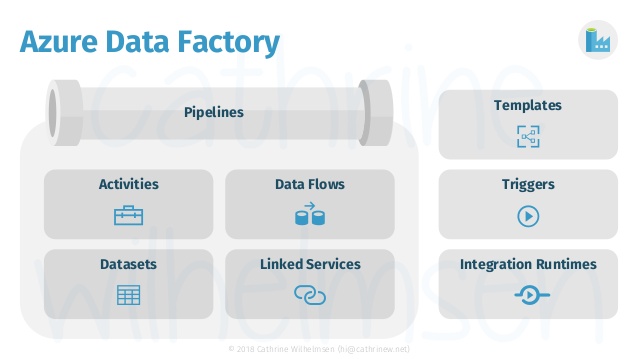 Azure Data Factory
Pipelines
Activities
Data Flows
Datasets
Linked Services
Templates
Triggers
Integration Runtimes
cathrine
wilhelmsen
© 2018 Cathrine Wilhelmsen (hi@cathrinew.net)